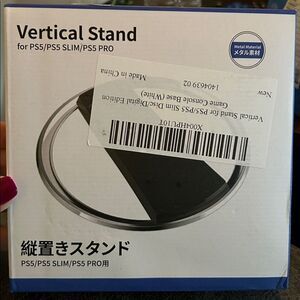 Vertical Stand
for PS5/PS5 SLIM/PS5 PRO
Metal Material
メタル素材
X004HPU10T
Vertical Stand for PS5/PS5 Slim Disc/Digital Edition
Game Console Base (White)
New
140639 02
Made in China
縦置きスタンド
PS5/PS5 SLIM/PS5 PRO用